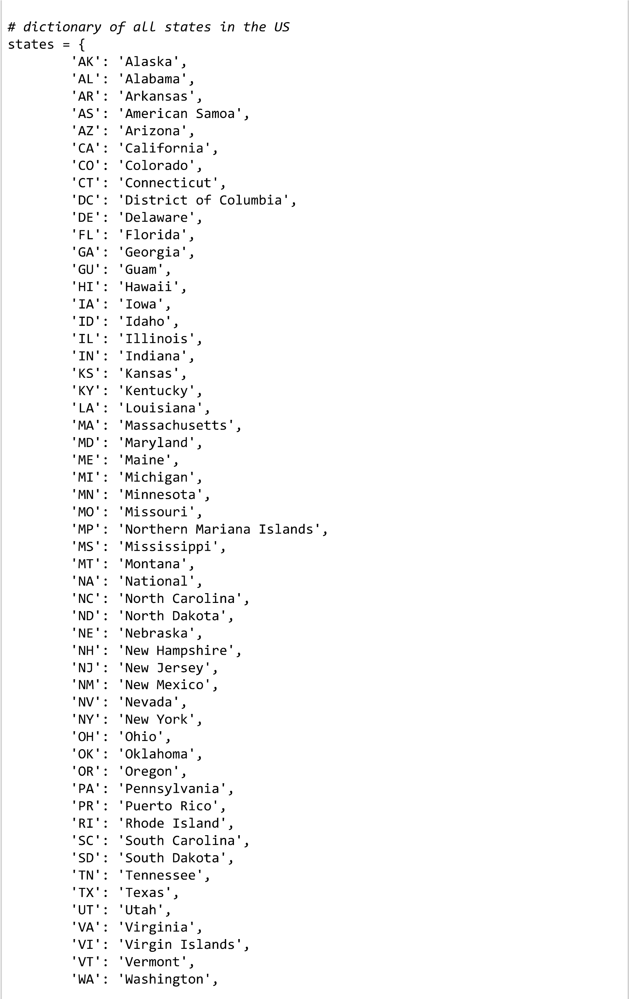 # dictionary of all states in the US
states = {
'AK': 'Alaska',
'AL': 'Alabama',
'AR': 'Arkansas',
'AS': 'American Samoa',
'AZ': 'Arizona',
'CA': 'California',
'CO': 'Colorado',
'CT': 'Connecticut',
'DC': 'District of Columbia',
'DE': 'Delaware',
'FL': 'Florida',
'GA': 'Georgia',
'GU': 'Guam',
'HI': 'Hawaii',
'IA': 'Iowa',
'ID': 'Idaho',
'IL': 'Illinois',
'IN': 'Indiana',
'KS': 'Kansas',
'KY': 'Kentucky',
'LA': 'Louisiana',
'MA': 'Massachusetts',
'MD': 'Maryland',
'ME': 'Maine',
'MI': 'Michigan',
'MN': 'Minnesota',
'MO': 'Missouri',
'MP': 'Northern Mariana Islands',
'MS': 'Mississippi',
'MT': 'Montana',
'NA': 'National',
'NC': 'North Carolina',
'ND': 'North Dakota',
'NE': 'Nebraska',
'NH': 'New Hampshire',
'NJ': 'New Jersey',
'NM': 'New Mexico',
'NV': 'Nevada',
'NY': 'New York',
'OH': 'Ohio',
'OK': 'Oklahoma',
'OR': 'Oregon',
'PA': 'Pennsylvania',
'PR': 'Puerto Rico',
'RI': 'Rhode Island',
'SC': 'South Carolina',
'SD': 'South Dakota',
'TN': 'Tennessee',
'TX': 'Texas',
'UT': 'Utah',
'VA': 'Virginia',
'VI': 'Virgin Islands',
'VT': 'Vermont',
'WA': 'Washington',